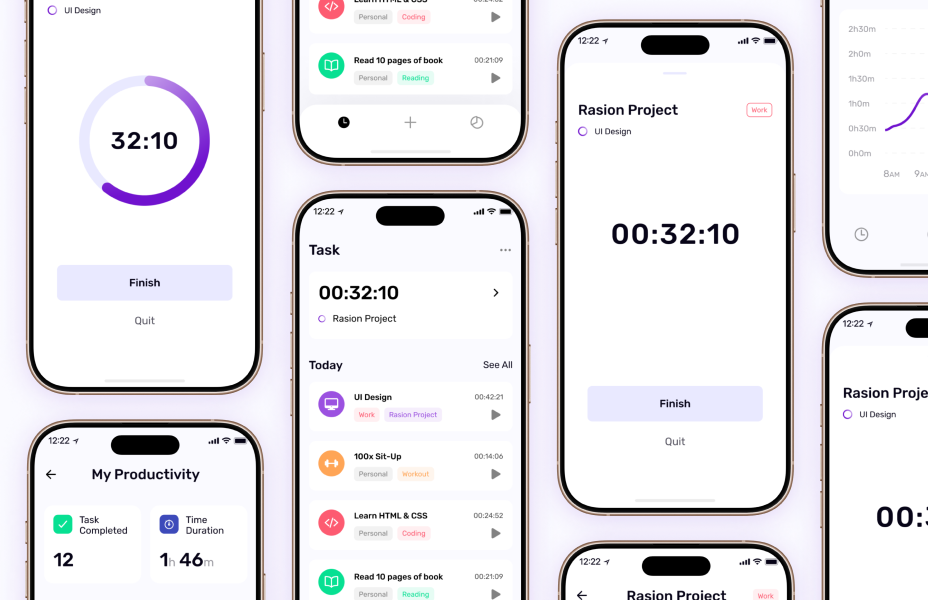 UI Design
32:10
Finish
Quit
12:22
My Productivity
Task
Completed
12
Time
Duration
1h 46m
Learn HTML & CSS
00:24:52
Personal
Coding
Read 10 pages of book
00:21:09
Personal
Reading
12:22
Task
00:32:10
Rasion Project
Today
See All
UI Design
00:42:21
Work
Rasion Project
100x Sit-Up
00:14:06
Personal
Workout
Learn HTML & CSS
00:24:52
Personal
Coding
Read 10 pages of book
00:21:09
Personal
Reading
12:22
Rasion Project
Work
UI Design
00:32:10
Finish
Quit
12:22
Rasion Project
Work
2h30m
2h0m
1h30m
1h0m
0h30m
0h0m
8AM
12:22
UI Design